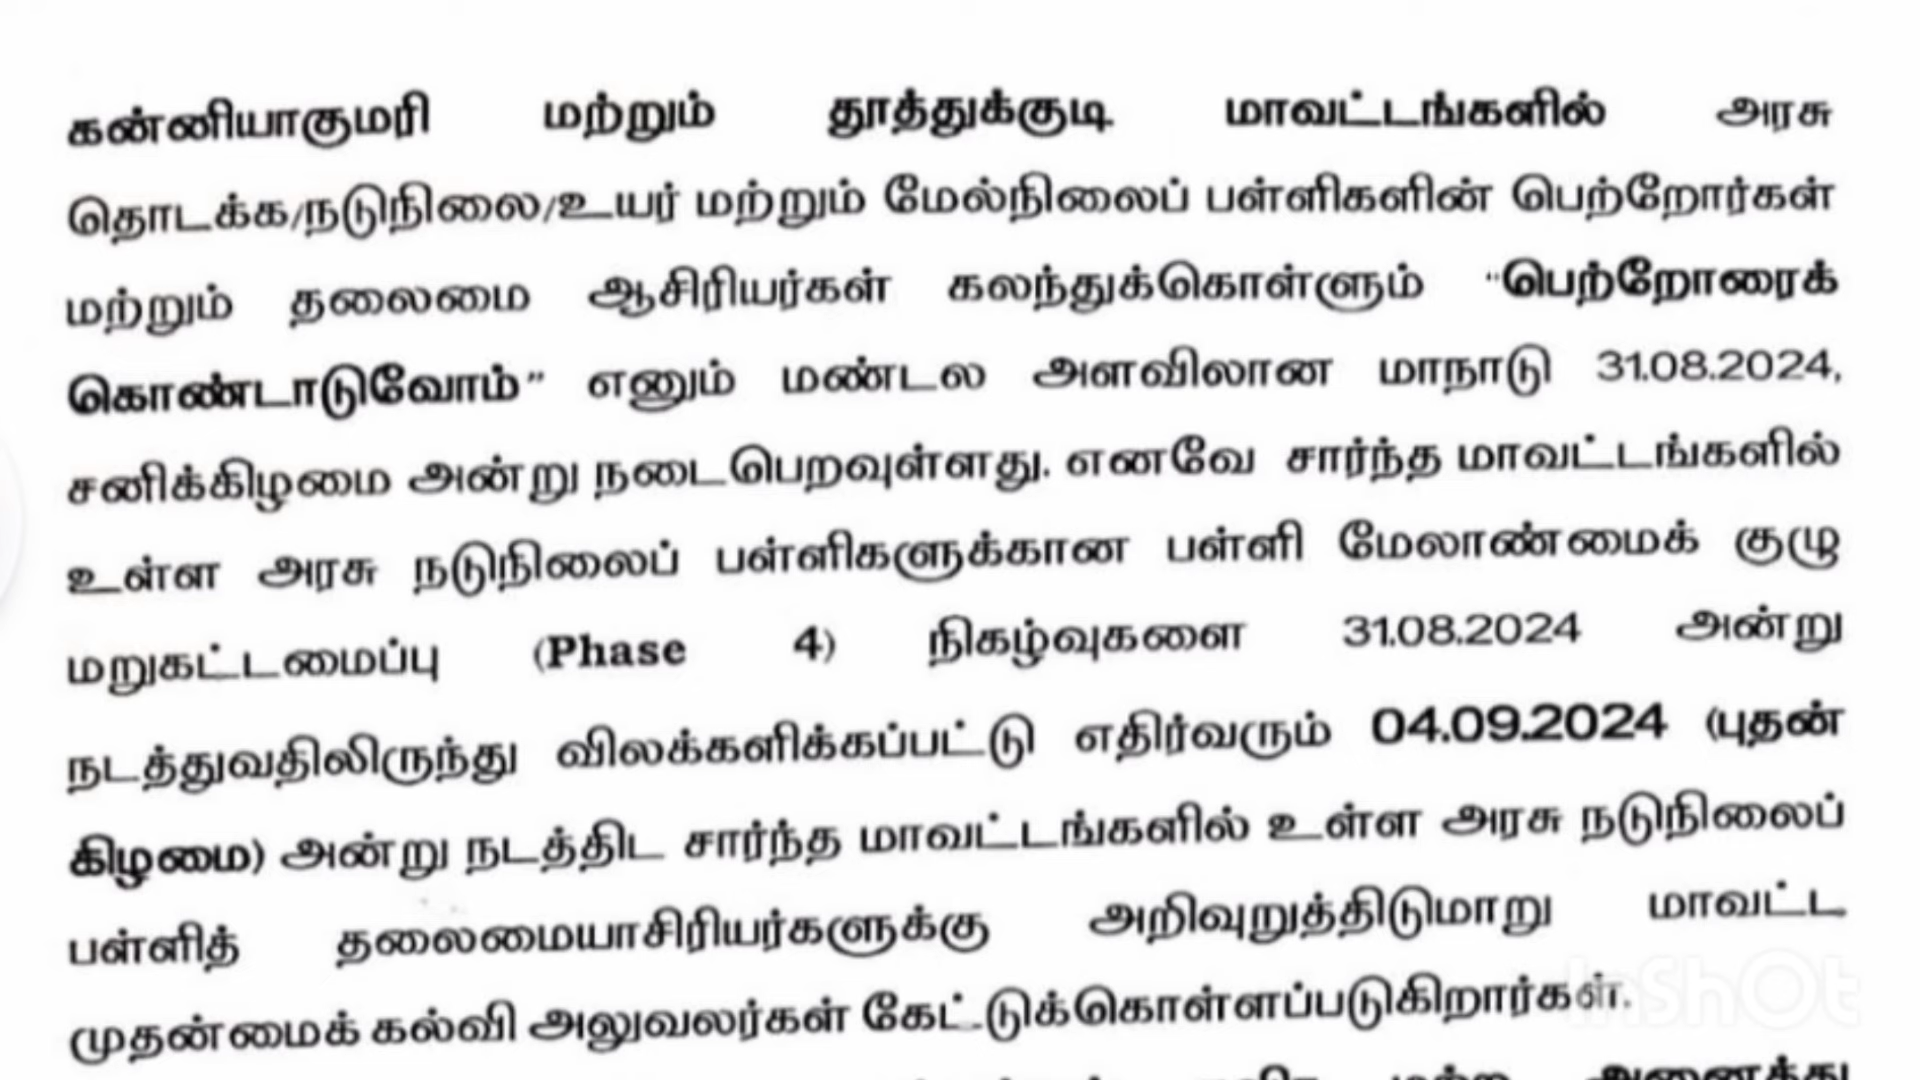 கன்னியாகுமரி மற்றும் தூத்துக்குடி மாவட்டங்களில் அரசு
தொடக்க/நடுநிலை/உயர் மற்றும் மேல்நிலைப் பள்ளிகளின் பெற்றோர்கள்
மற்றும் தலைமை ஆசிரியர்கள் கலந்துக்கொள்ளும் "பெற்றோரைக்
கொண்டாடுவோம்" எனும் மண்டல அளவிலான மாநாடு 31.08.2024,
சனிக்கிழமை அன்று நடைபெறவுள்ளது. எனவே சார்ந்த மாவட்டங்களில்
உள்ள அரசு நடுநிலைப் பள்ளிகளுக்கான பள்ளி மேலாண்மைக் குழு
மறுகட்டமைப்பு (Phase 4) நிகழ்வுகளை 31.08.2024 அன்று
நடத்துவதிலிருந்து விலக்களிக்கப்பட்டு எதிர்வரும் 04.09.2024 (புதன்
கிழமை) அன்று நடத்திட சார்ந்த மாவட்டங்களில் உள்ள அரசு நடுநிலைப்
பள்ளித் தலைமையாசிரியர்களுக்கு அறிவுறுத்திடுமாறு மாவட்ட
முதன்மைக் கல்வி அலுவலர்கள் கேட்டுக்கொள்ளப்படுகிறார்கள்.
InShOt
அனைத்து